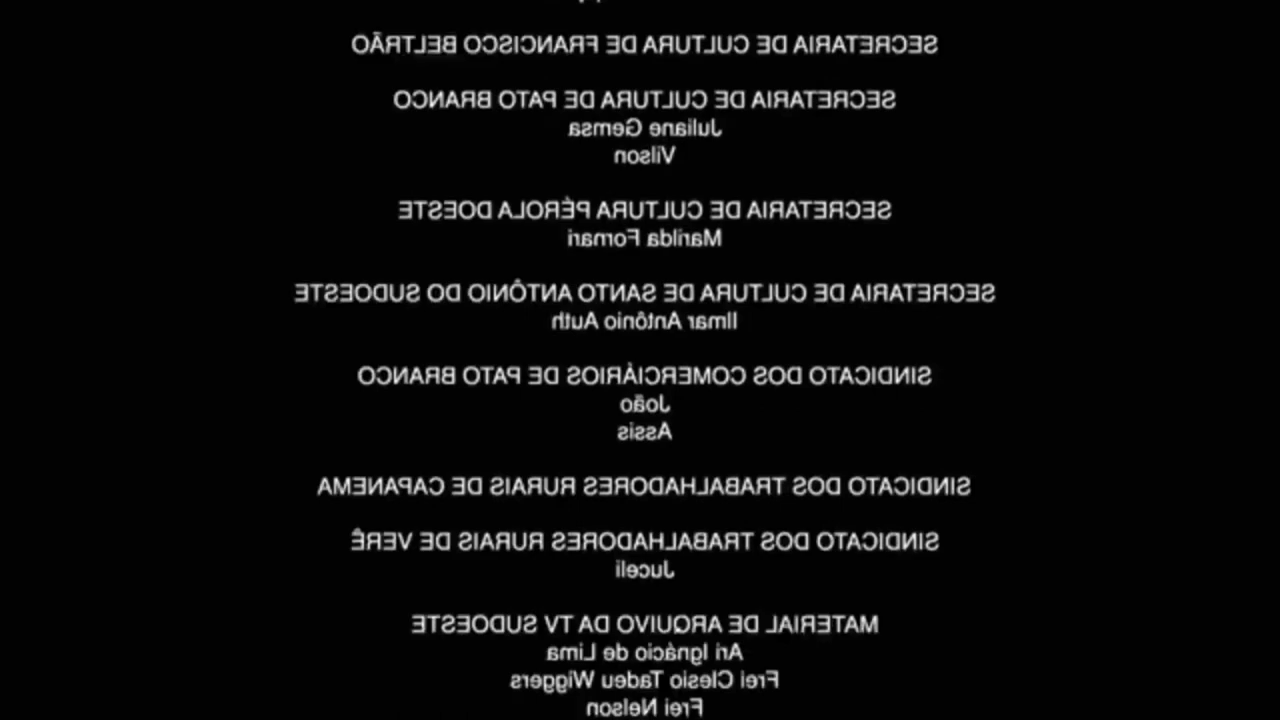 SECRETARIA DE CULTURA DE FRANCISCO BELTRÃO
SECRETARIA DE CULTURA DE PATO BRANCO
Juliane Gemsa
Vilson
SECRETARIA DE CULTURA PÉROLA DOESTE
Marilda Fornari
SECRETARIA DE CULTURA DE SANTO ANTÔNIO DO SUDOESTE
Ilmar Antônio Auth
SINDICATO DOS COMERCIÁRIOS DE PATO BRANCO
João
Assis
SINDICATO DOS TRABALHADORES RURAIS DE CAPANEMA
SINDICATO DOS TRABALHADORES RURAIS DE VERÊ
Juceli
MATERIAL DE ARQUIVO DA TV SUDOESTE
Ari Ignácio de Lima
Frei Clesio Tadeu Wiggers
Frei Nelson